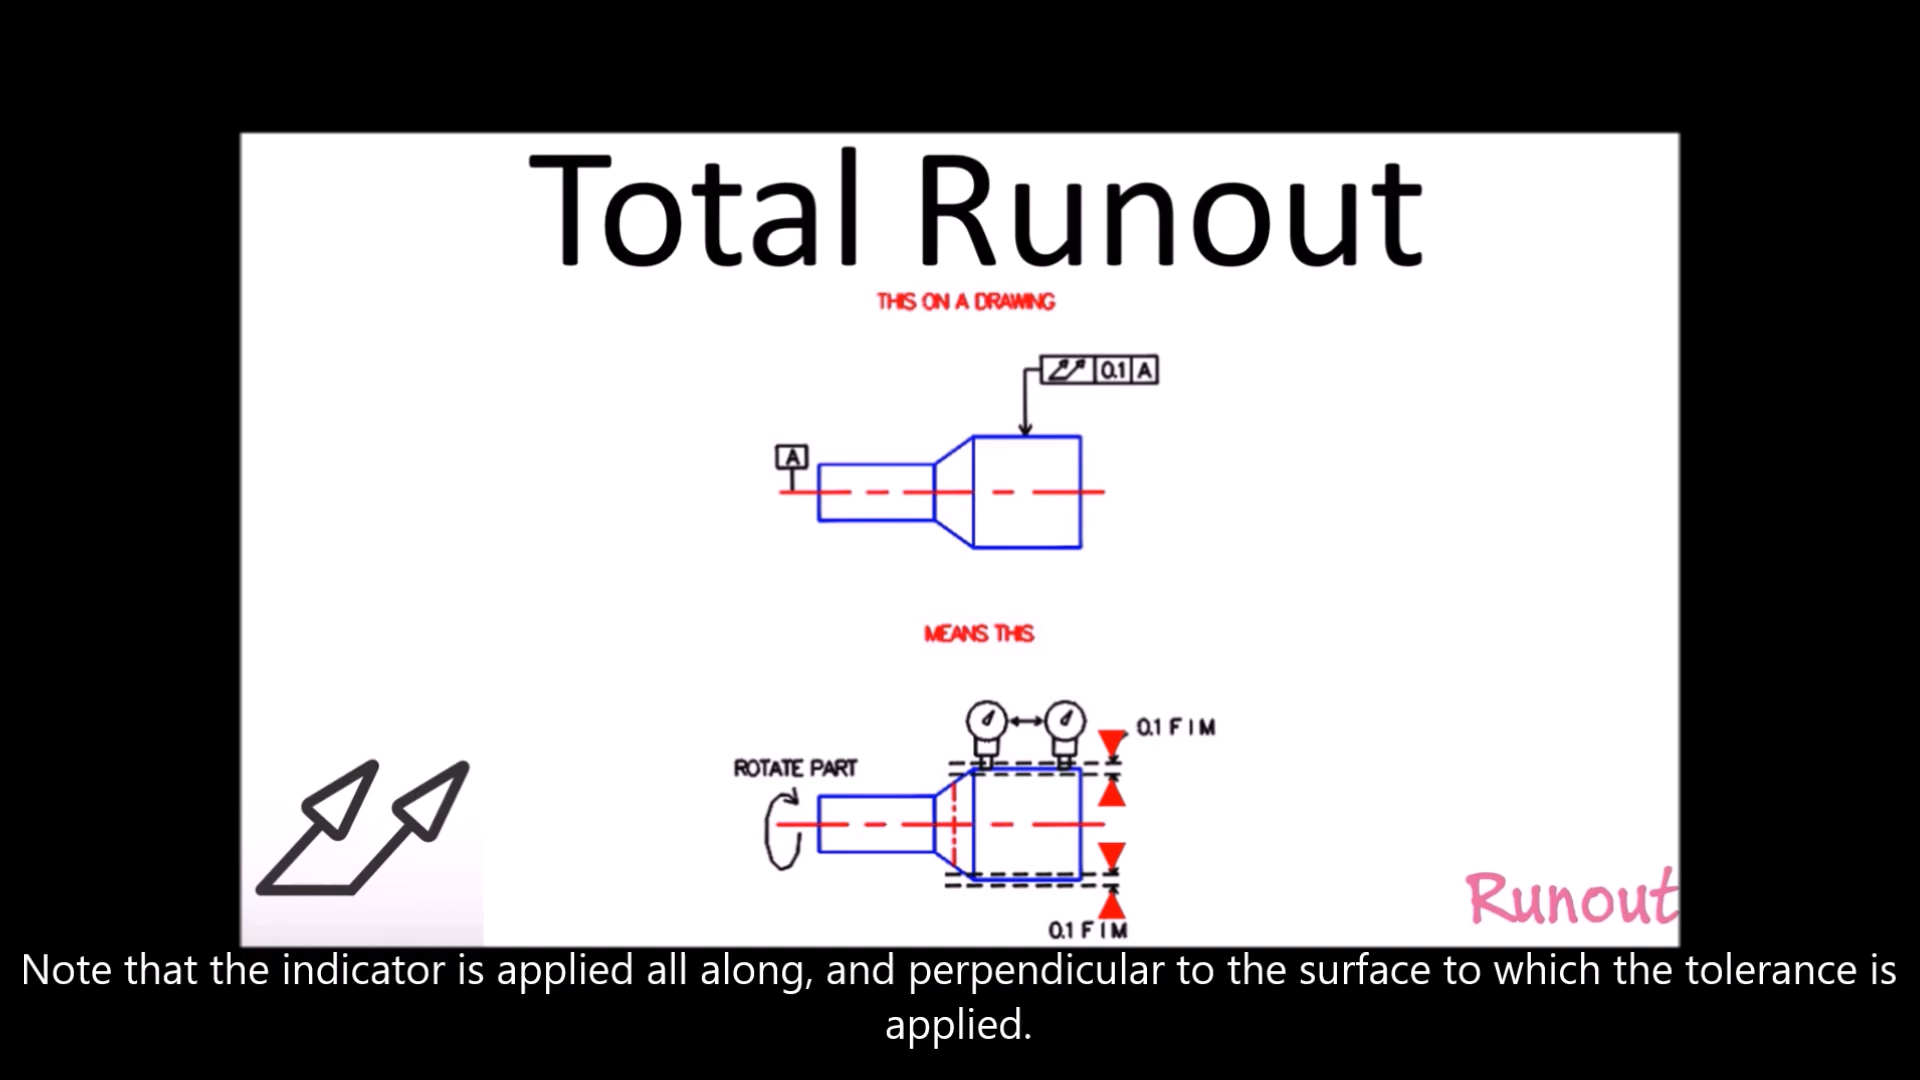 Total Runout
THIS ON A DRAWING
0.1 A
A
MEANS THIS
0.1 F I M
ROTATE PART
Runout
0.1 F I M
Note that the indicator is applied all along, and perpendicular to the surface to which the tolerance is
applied.